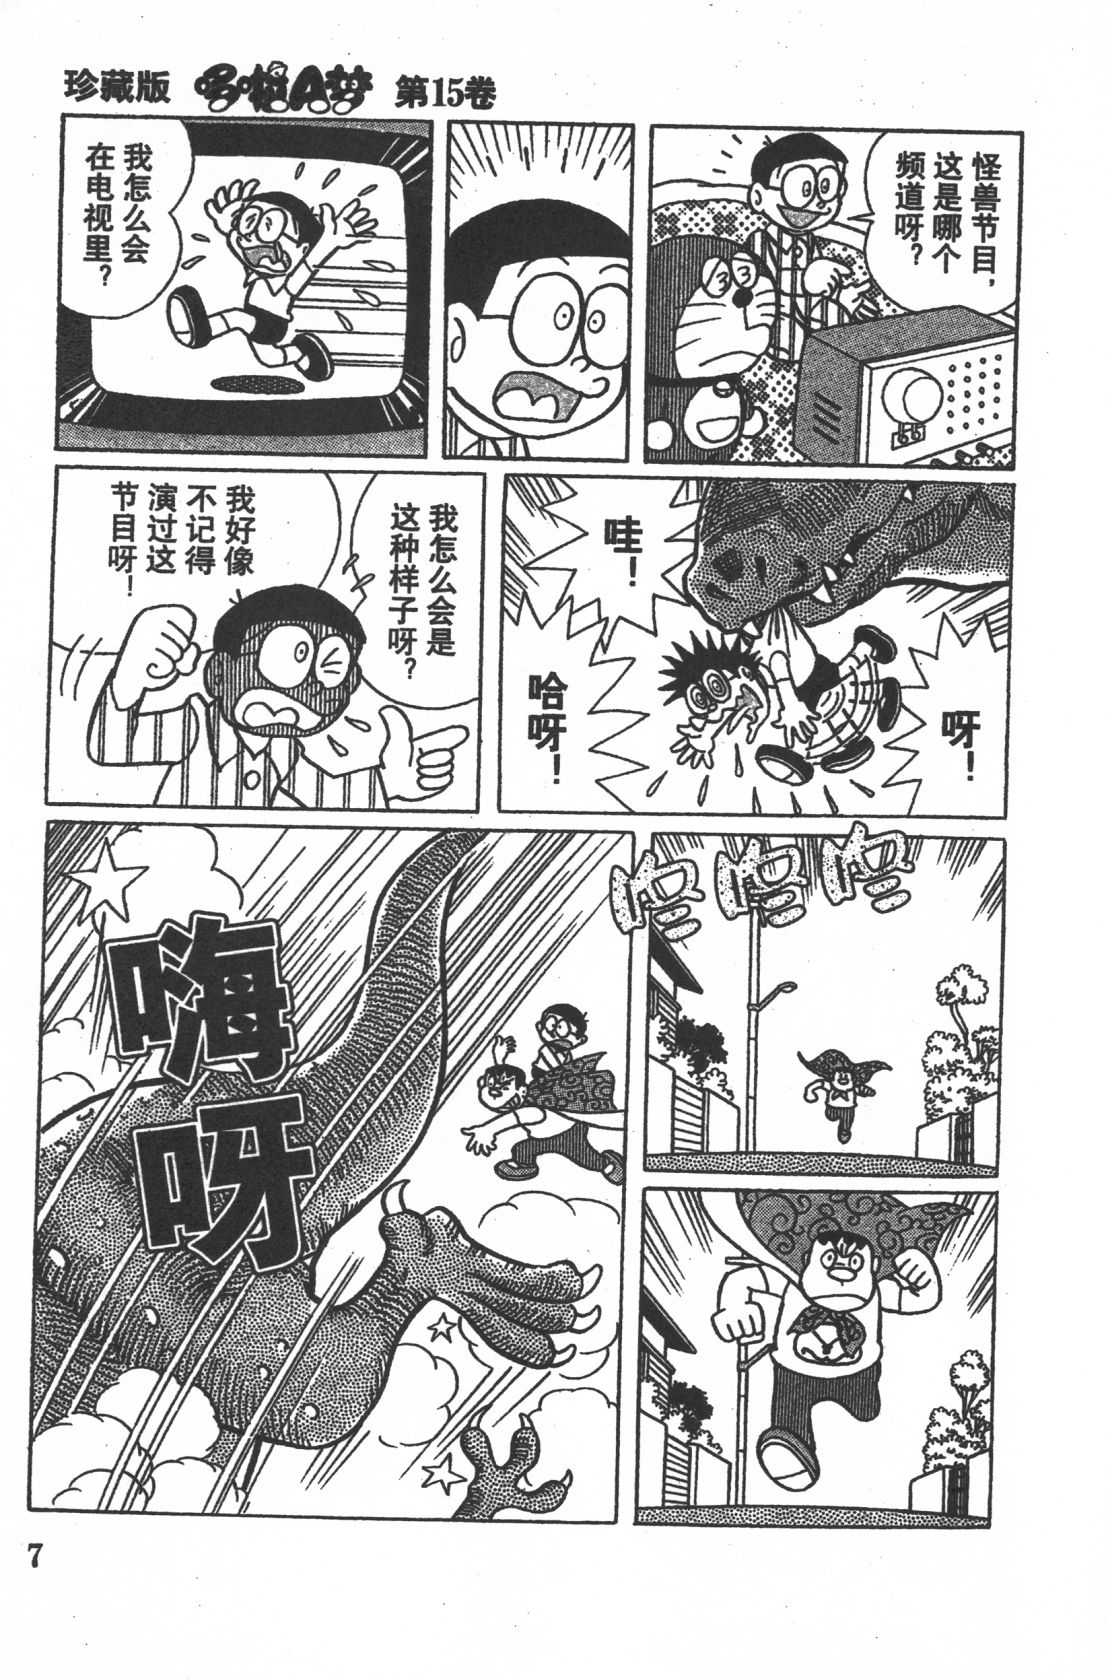 珍藏版 哆啦A梦 第15卷
怪兽节目，
这是哪个
频道呀？
我怎么会
在电视里？
哇！
哈呀！
呀！
我怎么会是
这种样子呀？
我好像
不记得
演过这
节目呀！
咚咚咚
嗨呀
7